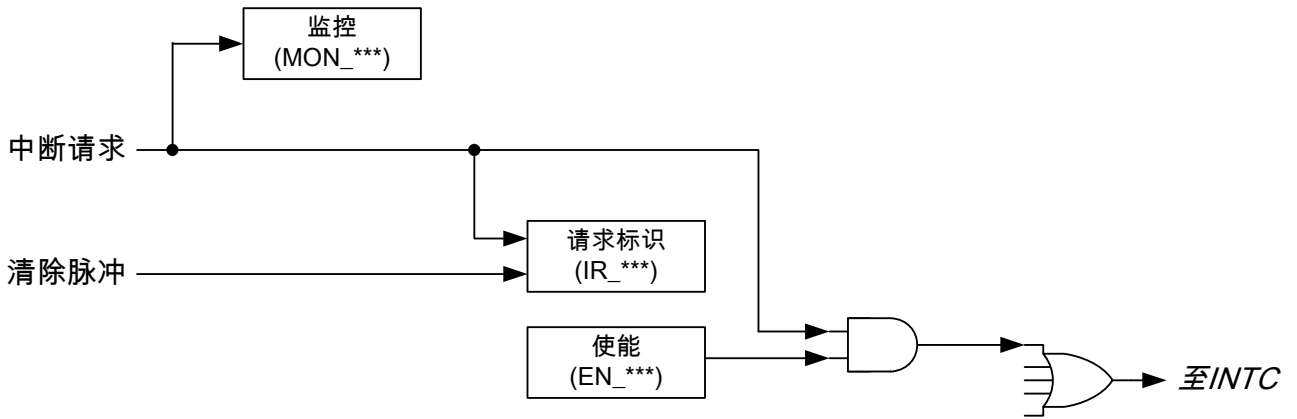 监控
(MON_***)
中断请求
请求标识
(IR_***)
清除脉冲
使能
(EN_***)
至INTC